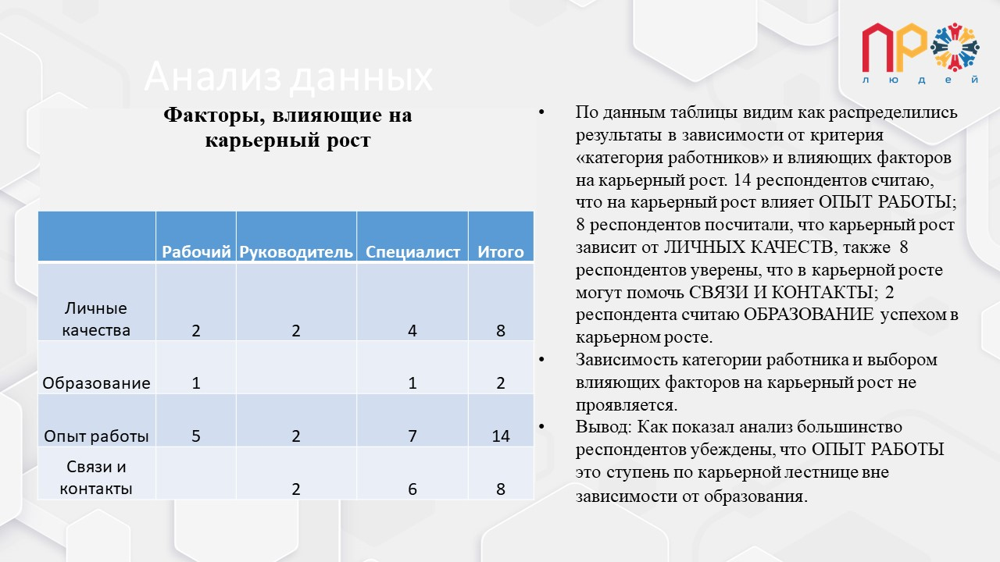 Анализ данных
ПРО
людей
Факторы, влияющие на
карьерный рост
Рабочий Руководитель Специалист Итого
Личные
качества 2 2 4 8
Образование 1 1 2
Опыт работы 5 2 7 14
Связи и
контакты 2 6 8
• По данным таблицы видим как распределились
результаты в зависимости от критерия
«категория работников» и влияющих факторов
на карьерный рост. 14 респондентов считаю,
что на карьерный рост влияет ОПЫТ РАБОТЫ;
8 респондентов посчитали, что карьерный рост
зависит от ЛИЧНЫХ КАЧЕСТВ, также 8
респондентов уверены, что в карьерной росте
могут помочь СВЯЗИ И КОНТАКТЫ; 2
респондента считаю ОБРАЗОВАНИЕ успехом в
карьерном росте.
• Зависимость категории работника и выбором
влияющих факторов на карьерный рост не
проявляется.
• Вывод: Как показал анализ большинство
респондентов убеждены, что ОПЫТ РАБОТЫ
это ступень по карьерной лестнице вне
зависимости от образования.